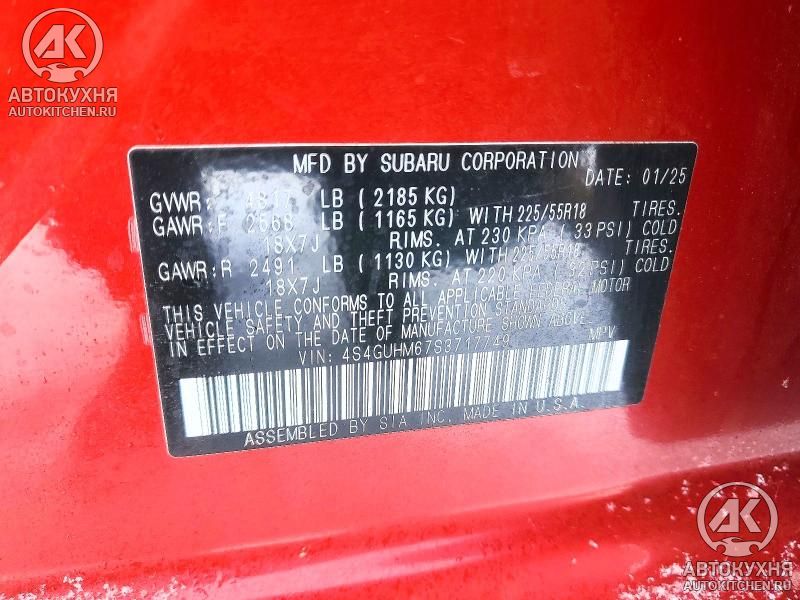 AK
АВТОКУХНЯ
AUTOKITCHEN.RU
MFD BY SUBARU CORPORATION
DATE: 01/25
GVWR: 4817 LB (2185 KG)
GAWR:F 2568 LB (1165 KG) WITH 225/55R18 TIRES.
18X7J RIMS. AT 230 KPA ( 33 PSI) COLD
GAWR:R 2491 LB (1130 KG) WITH 225/55R18 TIRES.
18X7J RIMS. AT 220 KPA ( 32 PSI) COLD
THIS VEHICLE CONFORMS TO ALL APPLICABLE FEDERAL MOTOR
VEHICLE SAFETY AND THEFT PREVENTION STANDARDS
IN EFFECT ON THE DATE OF MANUFACTURE SHOWN ABOVE.
VIN: 4S4GUHM67S3717749 MPV
ASSEMBLED BY SIA INC. MADE IN U.S.A.
AK
АВТОКУХНЯ
AUTOKITCHEN.RU